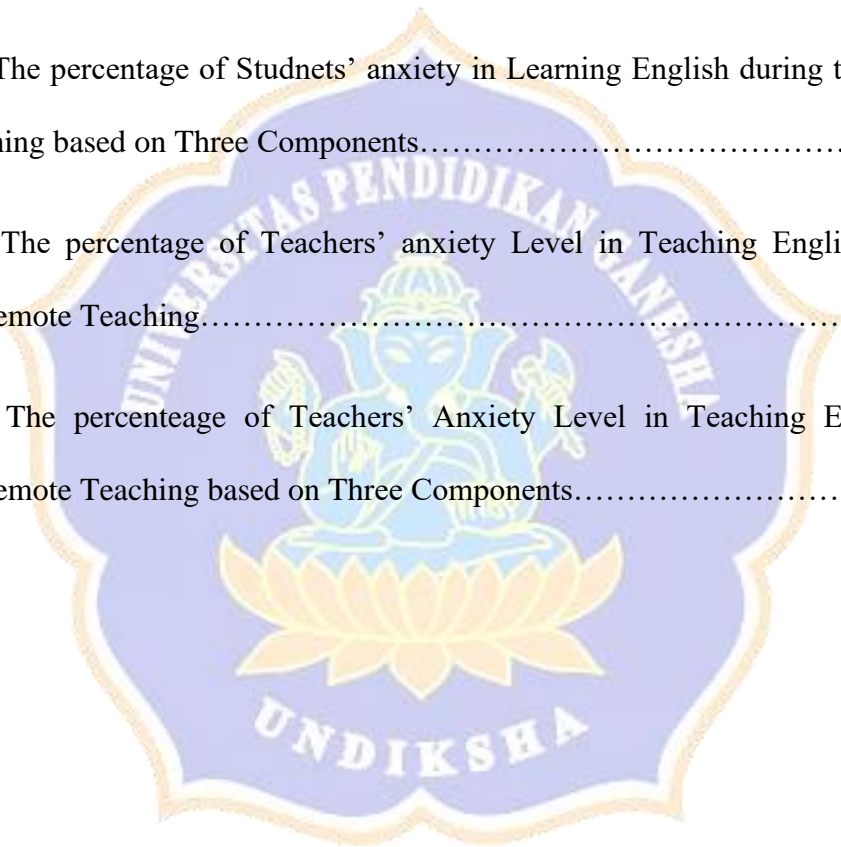 The percentage of Studnets’ anxiety in Learning English during t
ning based on Three Components……………………………………
The percentage of Teachers’ anxiety Level in Teaching Engli
emote Teaching………………………………………………………………
The percenteage of Teachers’ Anxiety Level in Teaching E
emote Teaching based on Three Components…………………………
UNIVERSITAS PENDIDIKAN GANESHA
UNDIKSHA